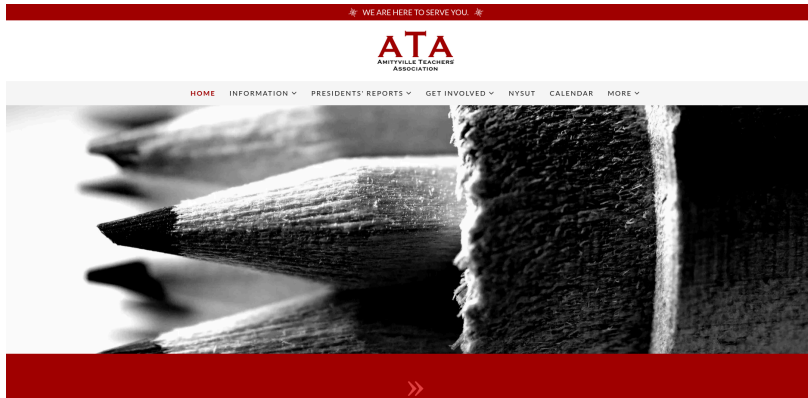 WE ARE HERE TO SERVE YOU.
ATA
AMITYVILLE TEACHERS'
ASSOCIATION
HOME INFORMATION PRESIDENTS' REPORTS GET INVOLVED NYSUT CALENDAR MORE